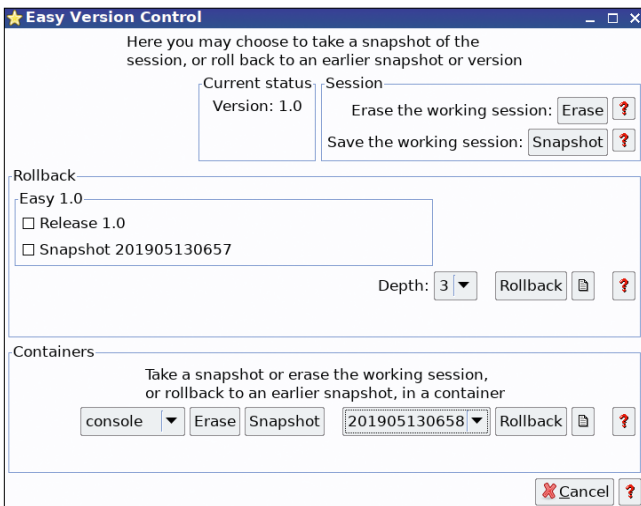 Easy Version Control
Here you may choose to take a snapshot of the
session, or roll back to an earlier snapshot or version
Current status
Version: 1.0
Session
Erase the working session: Erase ?
Save the working session: Snapshot ?
Rollback
Easy 1.0
Release 1.0
Snapshot 201905130657
Depth: 3 Rollback ?
Containers
Take a snapshot or erase the working session,
or rollback to an earlier snapshot, in a container
console Erase Snapshot 201905130658 Rollback ?
Cancel ?